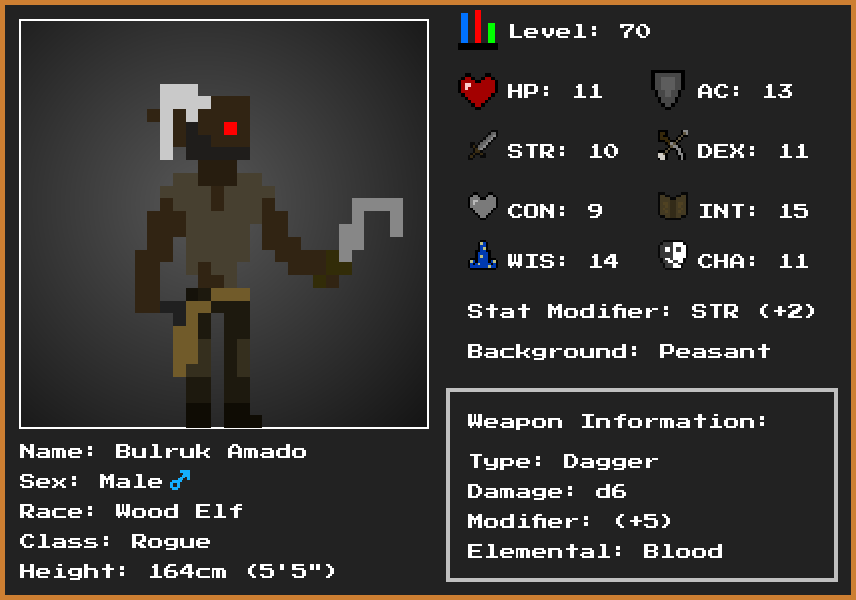 Level: 70
HP: 11 AC: 13
STR: 10 DEX: 11
CON: 9 INT: 15
WIS: 14 CHA: 11
Stat Modifier: STR (+2)
Background: Peasant
Weapon Information:
Type: Dagger
Damage: d6
Modifier: (+5)
Elemental: Blood
Name: Bulruk Amado
Sex: Male♂
Race: Wood Elf
Class: Rogue
Height: 164cm (5'5")